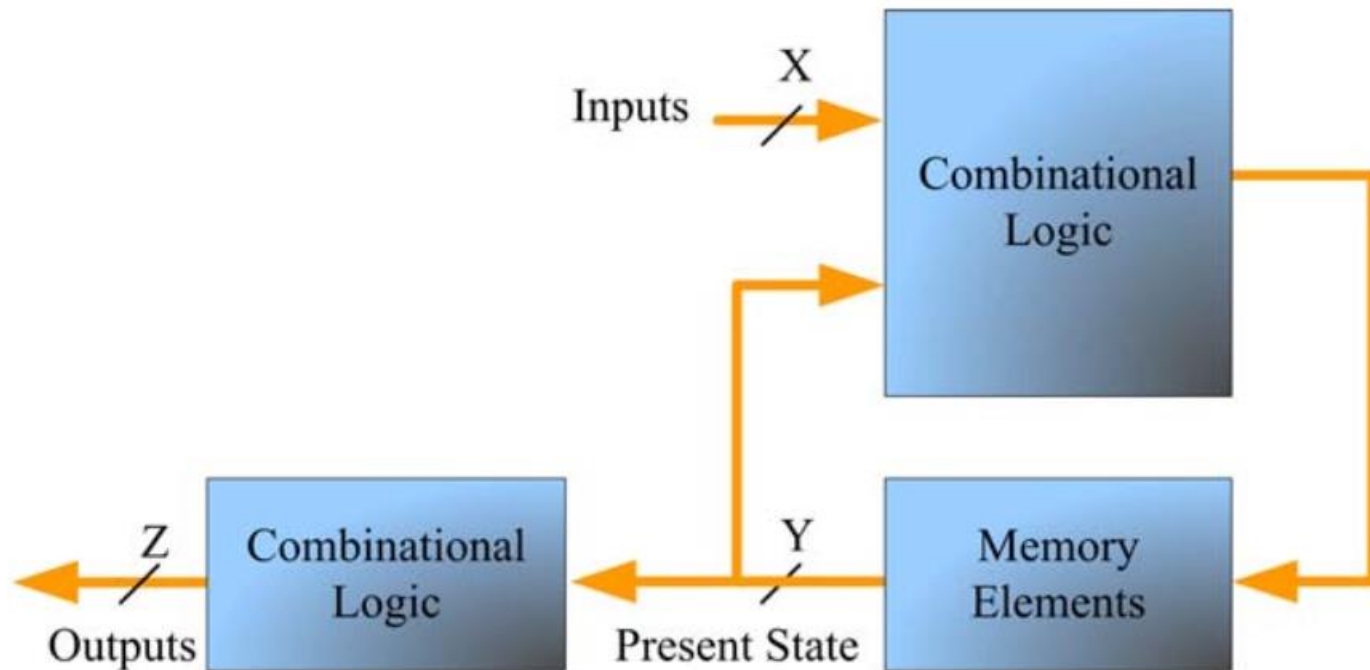 X
Inputs
Combinational
Logic
Z
Combinational
Logic
Y
Memory
Elements
Outputs
Present State